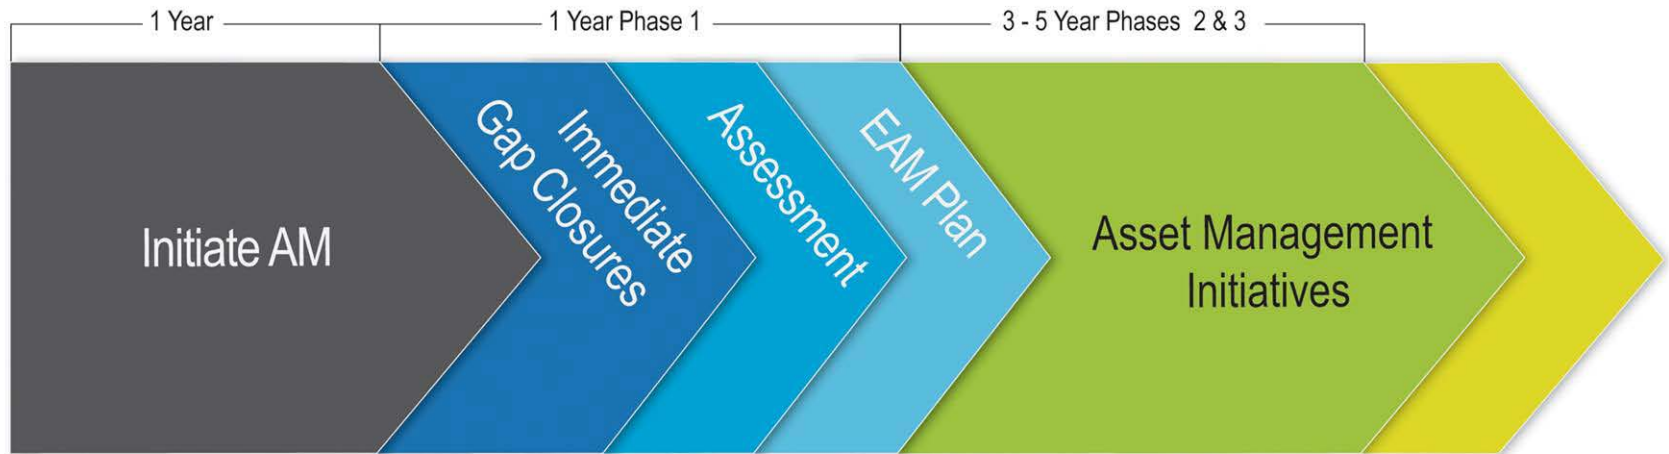 1 Year
1 Year Phase 1
3 - 5 Year Phases 2 & 3
Initiate AM
Immediate
Gap Closures
Assessment
EAM Plan
Asset Management
Initiatives